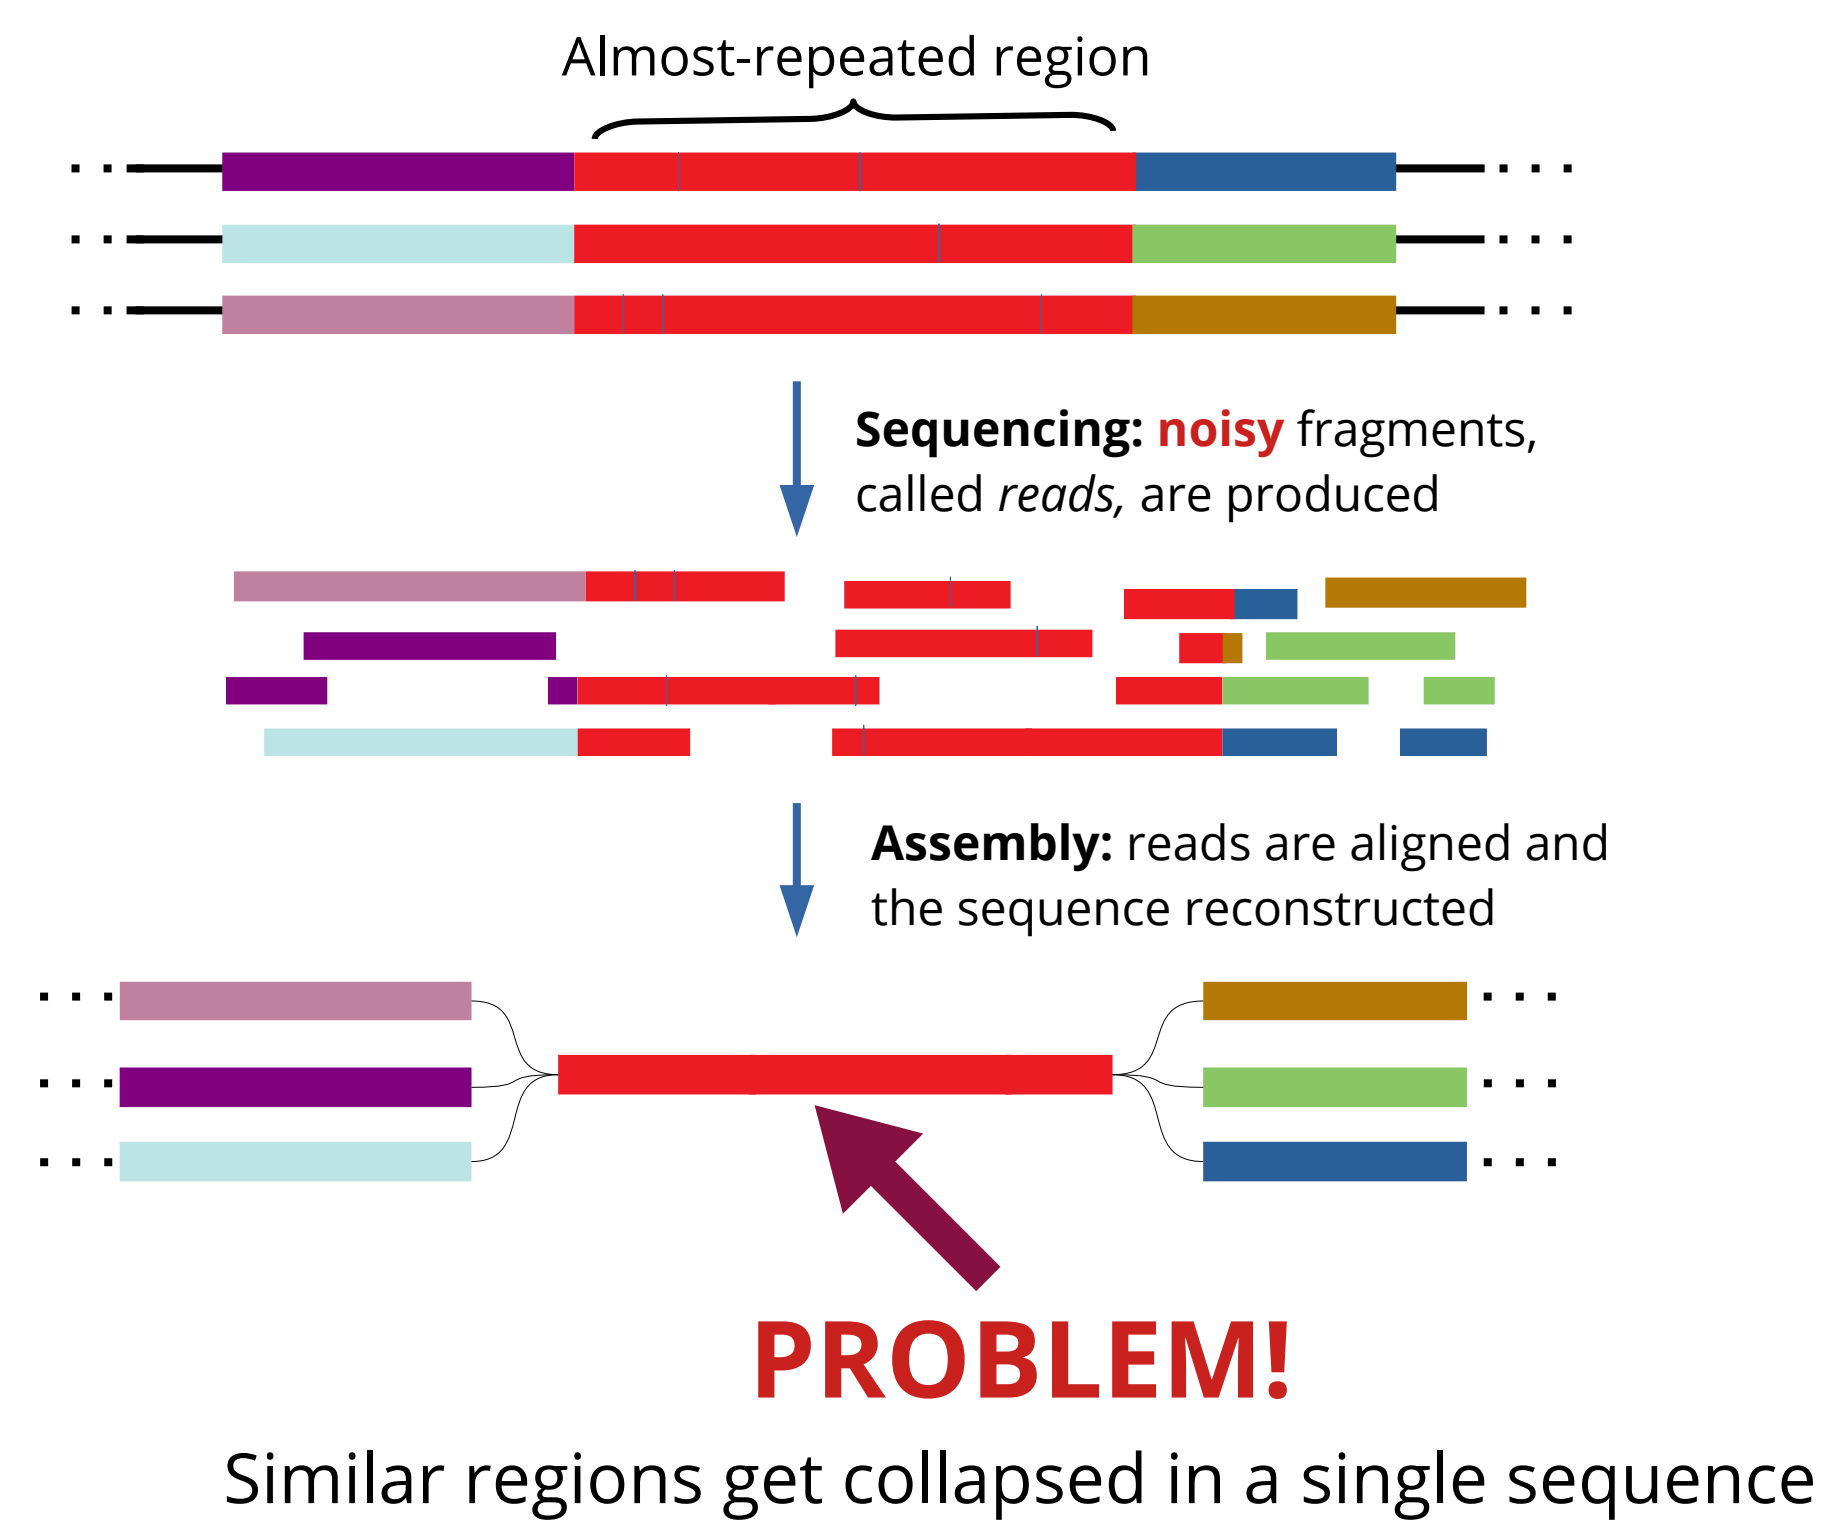 Almost-repeated region
Sequencing: noisy fragments,
called reads, are produced
Assembly: reads are aligned and
the sequence reconstructed
PROBLEM!
Similar regions get collapsed in a single sequence